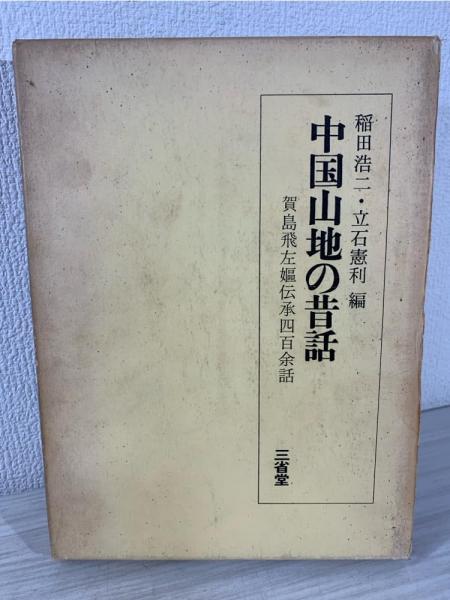 稲田浩二・立石憲利 編
中国山地の昔話
賀島飛左嫗伝承四百余話
三省堂